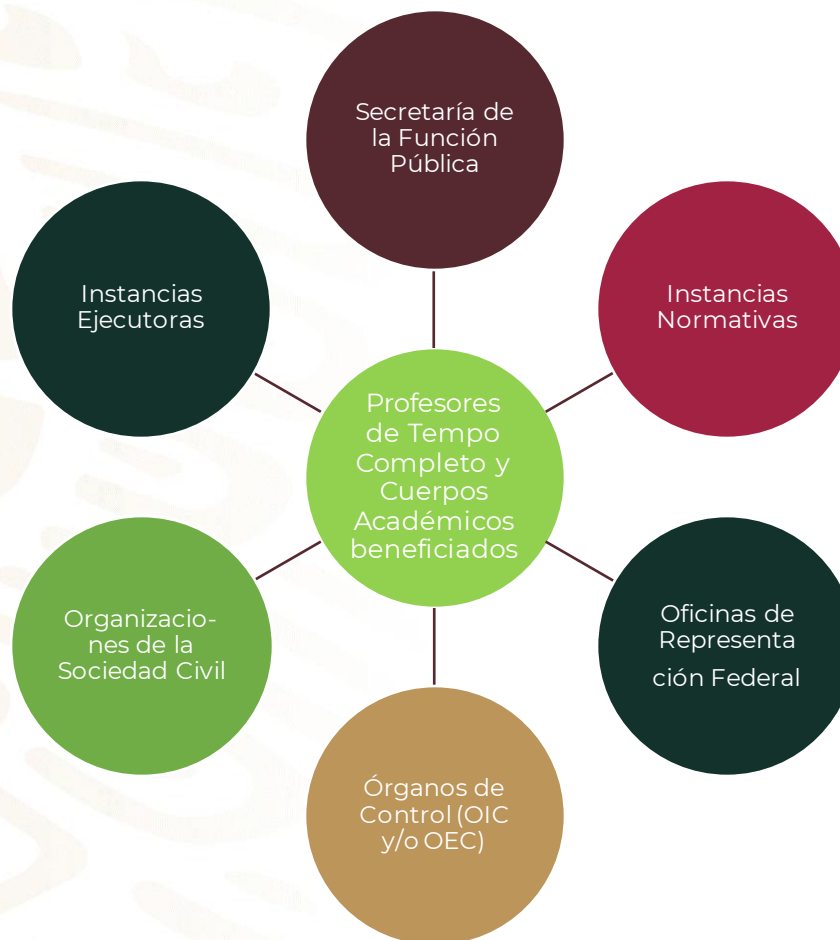 Secretaría de
la Función
Pública
Instancias
Ejecutoras
Instancias
Normativas
Profesores
de Tempo
Completo y
Cuerpos
Académicos
beneficiados
Organizacio-
nes de la
Sociedad Civil
Oficinas de
Representa
ción Federal
Órganos de
Control (OIC
y/o OEC)